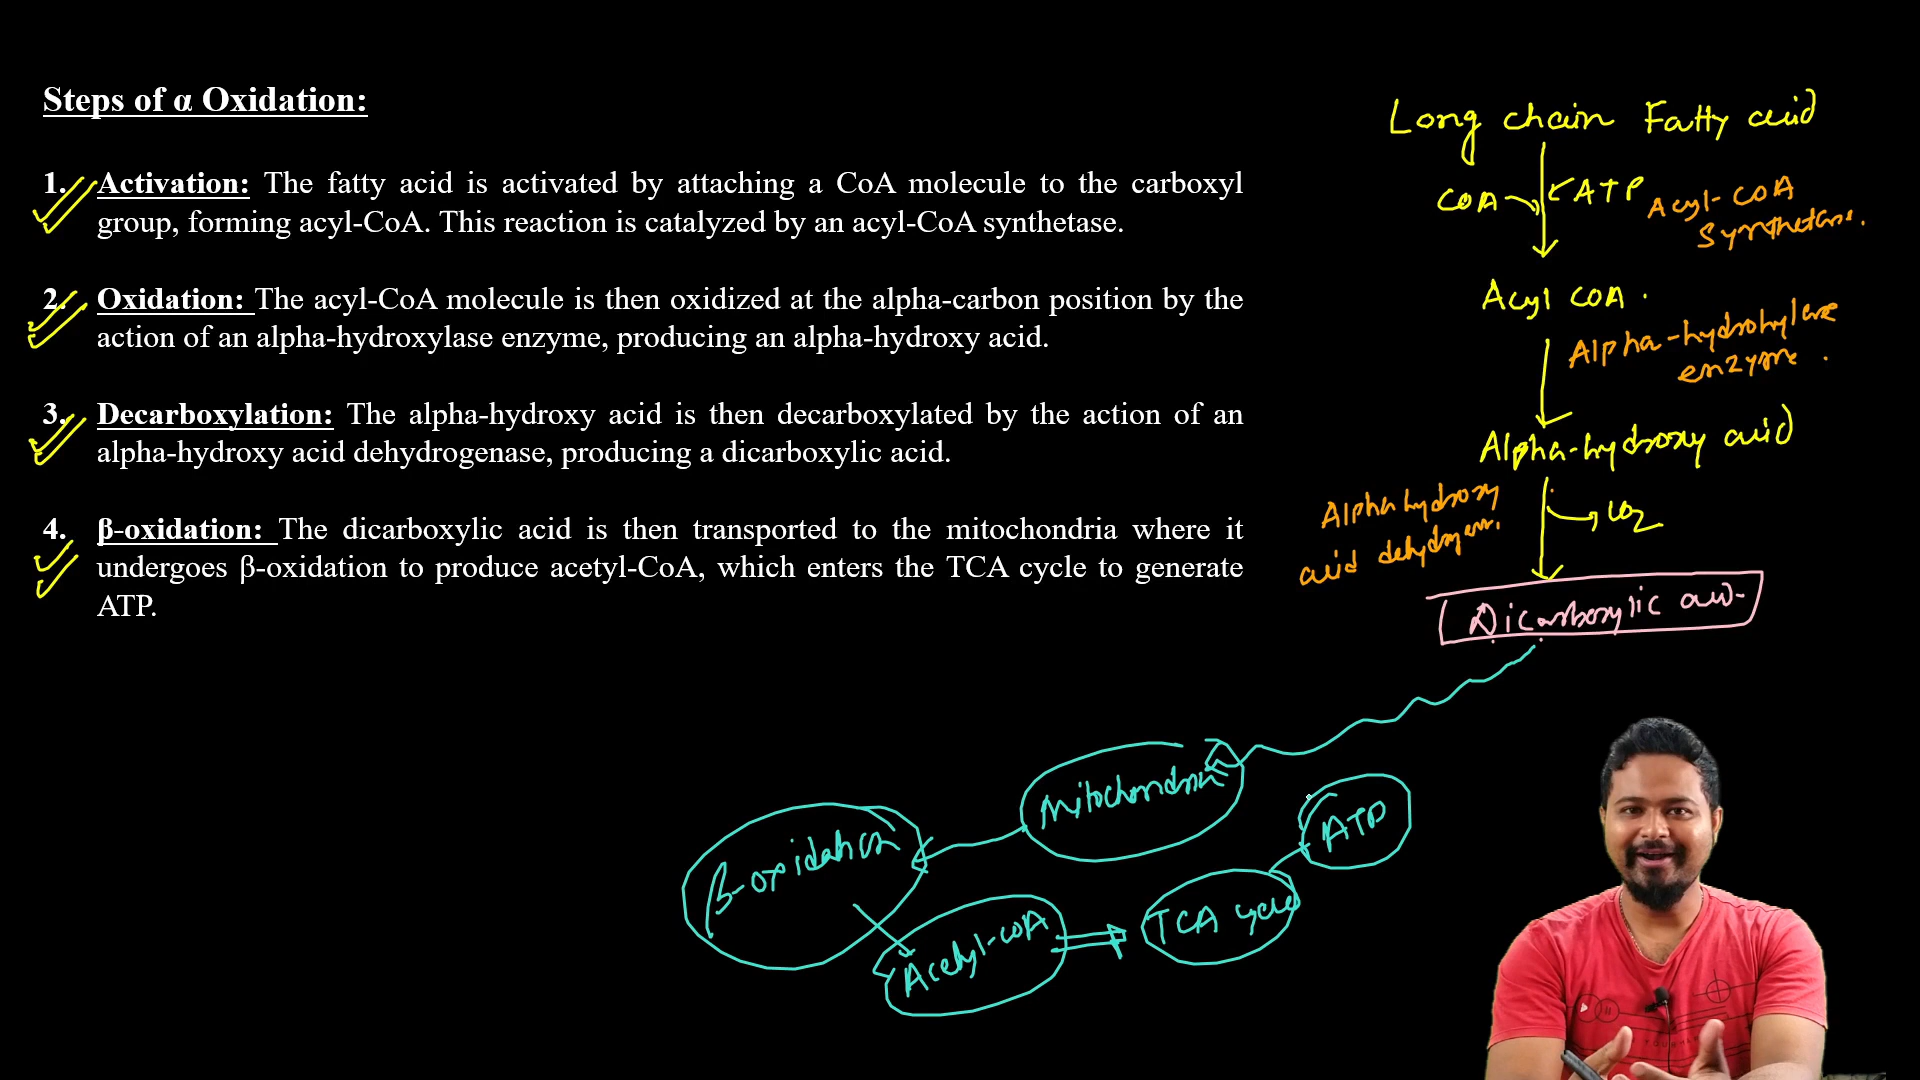 Steps of α Oxidation:
1. Activation: The fatty acid is activated by attaching a CoA molecule to the carboxyl
group, forming acyl-CoA. This reaction is catalyzed by an acyl-CoA synthetase.
2. Oxidation: The acyl-CoA molecule is then oxidized at the alpha-carbon position by the
action of an alpha-hydroxylase enzyme, producing an alpha-hydroxy acid.
3. Decarboxylation: The alpha-hydroxy acid is then decarboxylated by the action of an
alpha-hydroxy acid dehydrogenase, producing a dicarboxylic acid.
4. β-oxidation: The dicarboxylic acid is then transported to the mitochondria where it
undergoes β-oxidation to produce acetyl-CoA, which enters the TCA cycle to generate
ATP.
Long chain Fatty acid
COA ATP
Acyl-COA
Synthetase.
Acyl COA.
Alpha-hydrohylase
enzyme.
Alpha-hydroxy acid
Alpha hydroxy
acid
CO2
Dicarboxylic
Mitochondria
β-oxidation
ATP
Acetyl-COA
TCA cycle